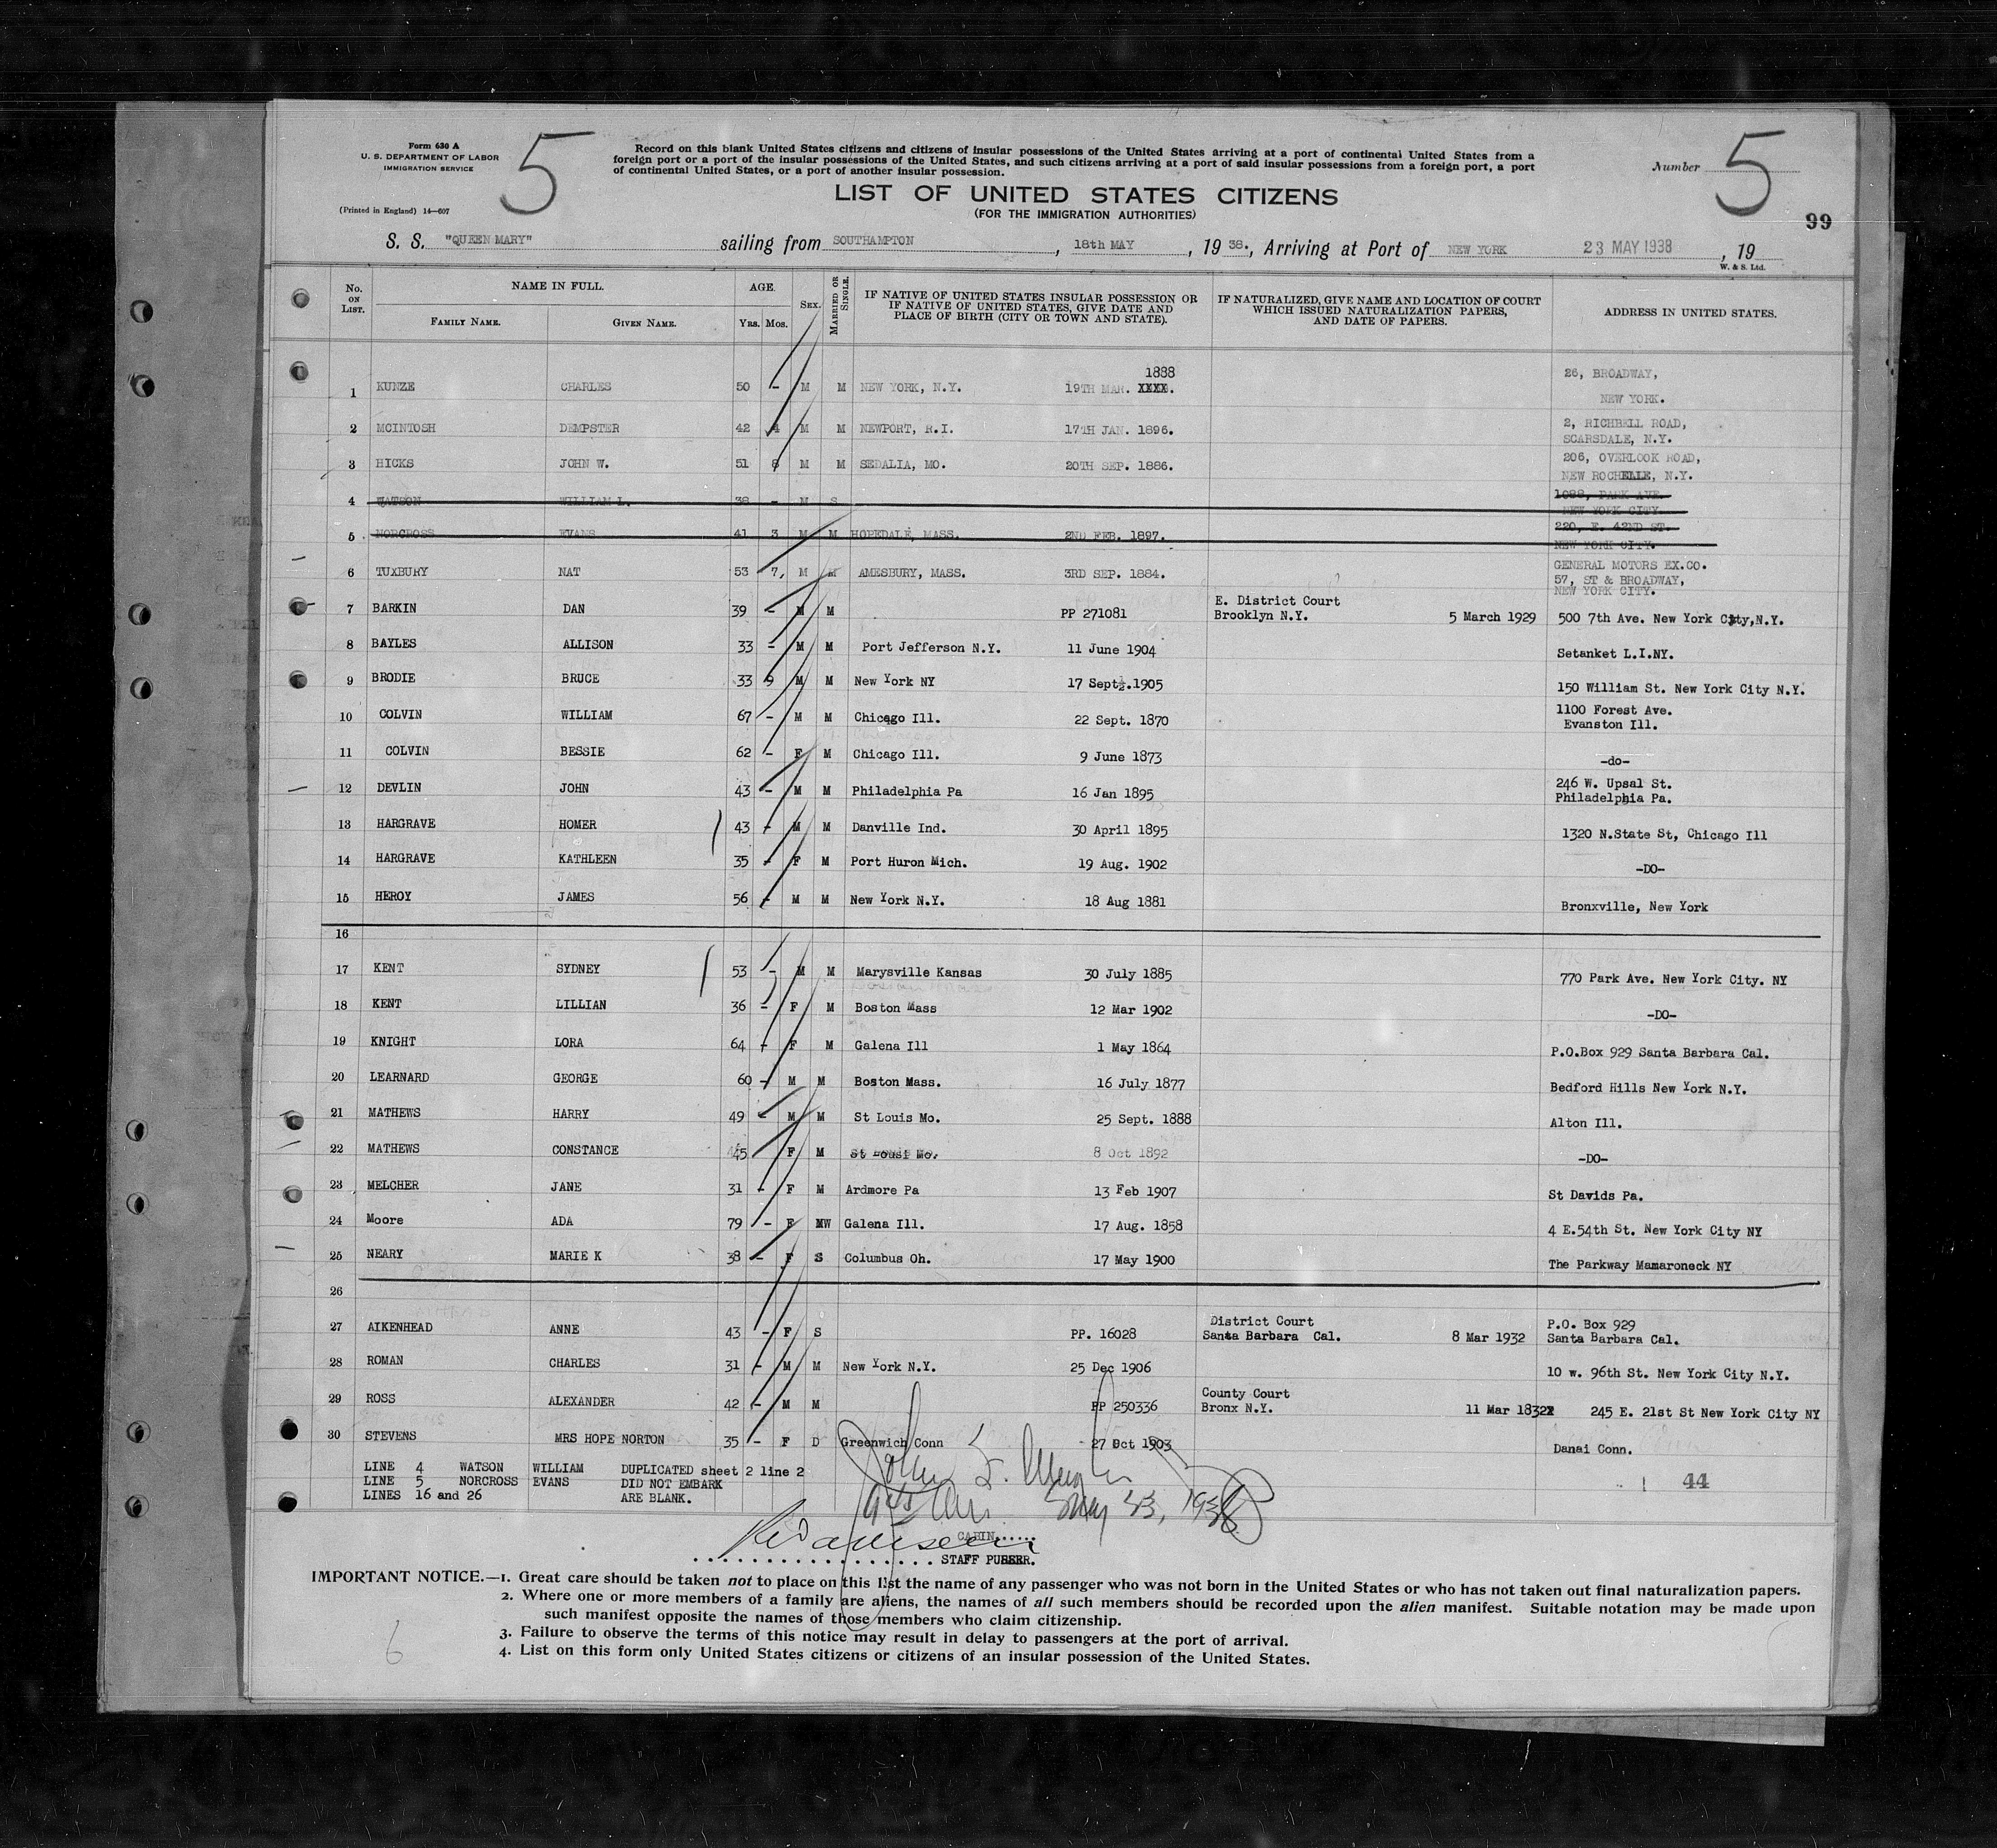 Form 630 A
U. S. DEPARTMENT OF LABOR
IMMIGRATION SERVICE
(Printed in England) 14—607
5
Record on this blank United States citizens and citizens of insular possessions of the United States arriving at a port of continental United States from a
foreign port or a port of the insular possessions of the United States, and such citizens arriving at a port of said insular possessions from a foreign port, a port
of continental United States, or a port of another insular possession.
LIST OF UNITED STATES CITIZENS
(FOR THE IMMIGRATION AUTHORITIES)
Number 5
99
S. S. "QUEEN MARY" sailing from SOUTHAMPTON, 18th MAY, 19 38., Arriving at Port of NEW YORK 23 MAY 1938, 19
W. & S. Ltd.
No. ON LIST. NAME IN FULL. FAMILY NAME. GIVEN NAME. AGE. YRS. MOS. SEX. MARRIED OR SINGLE. IF NATIVE OF UNITED STATES INSULAR POSSESSION OR IF NATIVE OF UNITED STATES, GIVE DATE AND PLACE OF BIRTH (CITY OR TOWN AND STATE). IF NATURALIZED, GIVE NAME AND LOCATION OF COURT WHICH ISSUED NATURALIZATION PAPERS, AND DATE OF PAPERS. ADDRESS IN UNITED STATES.
1 KUNZE CHARLES 50 - M M NEW YORK, N.Y. 19TH MAR. XXXX. 1888 26, BROADWAY,
NEW YORK.
2 MCINTOSH DEMPSTER 42 4 M M NEWPORT, R.I. 17TH JAN. 1896. 2, RICHBELL ROAD,
SCARSDALE, N.Y.
3 HICKS JOHN W. 51 8 M M SEDALIA, MO. 20TH SEP. 1886. 206, OVERLOOK ROAD,
NEW ROCHELLE, N.Y.
4 WATSON WILLIAM L. 38 - M S 1088, PARK AVE.
NEW YORK CITY.
5 NORCROSS EVANS 41 3 M M HOPEDALE, MASS. 2ND FEB. 1897. 220, E. 42ND ST.
NEW YORK CITY.
6 TUXBURY NAT 53 7, M M AMESBURY, MASS. 3RD SEP. 1884. GENERAL MOTORS EX.CO.
57, ST & BROADWAY,
NEW YORK CITY.
7 BARKIN DAN 39 - M M PP 271081 E. District Court
Brooklyn N.Y. 5 March 1929 500 7th Ave. New York City,N.Y.
8 BAYLES ALLISON 33 - M M Port Jefferson N.Y. 11 June 1904 Setanket L.I.NY.
9 BRODIE BRUCE 33 9 M M New York NY 17 Sept.1905 150 William St. New York City N.Y.
10 COLVIN WILLIAM 67 - M M Chicago Ill. 22 Sept. 1870 1100 Forest Ave.
Evanston Ill.
11 COLVIN BESSIE 62 - F M Chicago Ill. 9 June 1873 -do-
12 DEVLIN JOHN 43 - M M Philadelphia Pa 16 Jan 1895 246 W. Upsal St.
Philadelphia Pa.
13 HARGRAVE HOMER 43 - M M Danville Ind. 30 April 1895 1320 N.State St, Chicago Ill
14 HARGRAVE KATHLEEN 35 - F M Port Huron Mich. 19 Aug. 1902 -DO-
15 HEROY JAMES 56 - M M New York N.Y. 18 Aug 1881 Bronxville, New York
16
17 KENT SYDNEY 53 - M M Marysville Kansas 30 July 1885 770 Park Ave. New York City. NY
18 KENT LILLIAN 36 - F M Boston Mass 12 Mar 1902 -DO-
19 KNIGHT LORA 64 - F M Galena Ill 1 May 1864 P.O.Box 929 Santa Barbara Cal.
20 LEARNARD GEORGE 60 - M M Boston Mass. 16 July 1877 Bedford Hills New York N.Y.
21 MATHEWS HARRY 49 - M M St Louis Mo. 25 Sept. 1888 Alton Ill.
22 MATHEWS CONSTANCE 45 F M St Lousi Mo. 8 Oct 1892 -DO-
23 MELCHER JANE 31 - F M Ardmore Pa 13 Feb 1907 St Davids Pa.
24 Moore ADA 79 - F MW Galena Ill. 17 Aug. 1858 4 E.54th St. New York City NY
25 NEARY MARIE K 38 - F S Columbus Oh. 17 May 1900 The Parkway Mamaroneck NY
26
27 AIKENHEAD ANNE 43 - F S PP. 16028 District Court
Santa Barbara Cal. 8 Mar 1932 P.O. Box 929
Santa Barbara Cal.
28 ROMAN CHARLES 31 - M M New York N.Y. 25 Dec 1906 10 w. 96th St. New York City N.Y.
29 ROSS ALEXANDER 42 - M M PP 250336 County Court
Bronx N.Y. 11 Mar 1832 245 E. 21st St New York City NY
30 STEVENS MRS HOPE NORTON 35 - F D Greenwich Conn 27 Oct 1903 Danai Conn.
LINE 4 WATSON WILLIAM DUPLICATED sheet 2 line 2
LINE 5 NORCROSS EVANS DID NOT EMBARK
LINES 16 and 26 ARE BLANK.
44
May 23, 1938
CABIN......
STAFF PURSER.
IMPORTANT NOTICE.—1. Great care should be taken not to place on this list the name of any passenger who was not born in the United States or who has not taken out final naturalization papers.
2. Where one or more members of a family are aliens, the names of all such members should be recorded upon the alien manifest. Suitable notation may be made upon
such manifest opposite the names of those members who claim citizenship.
3. Failure to observe the terms of this notice may result in delay to passengers at the port of arrival.
4. List on this form only United States citizens or citizens of an insular possession of the United States.
6